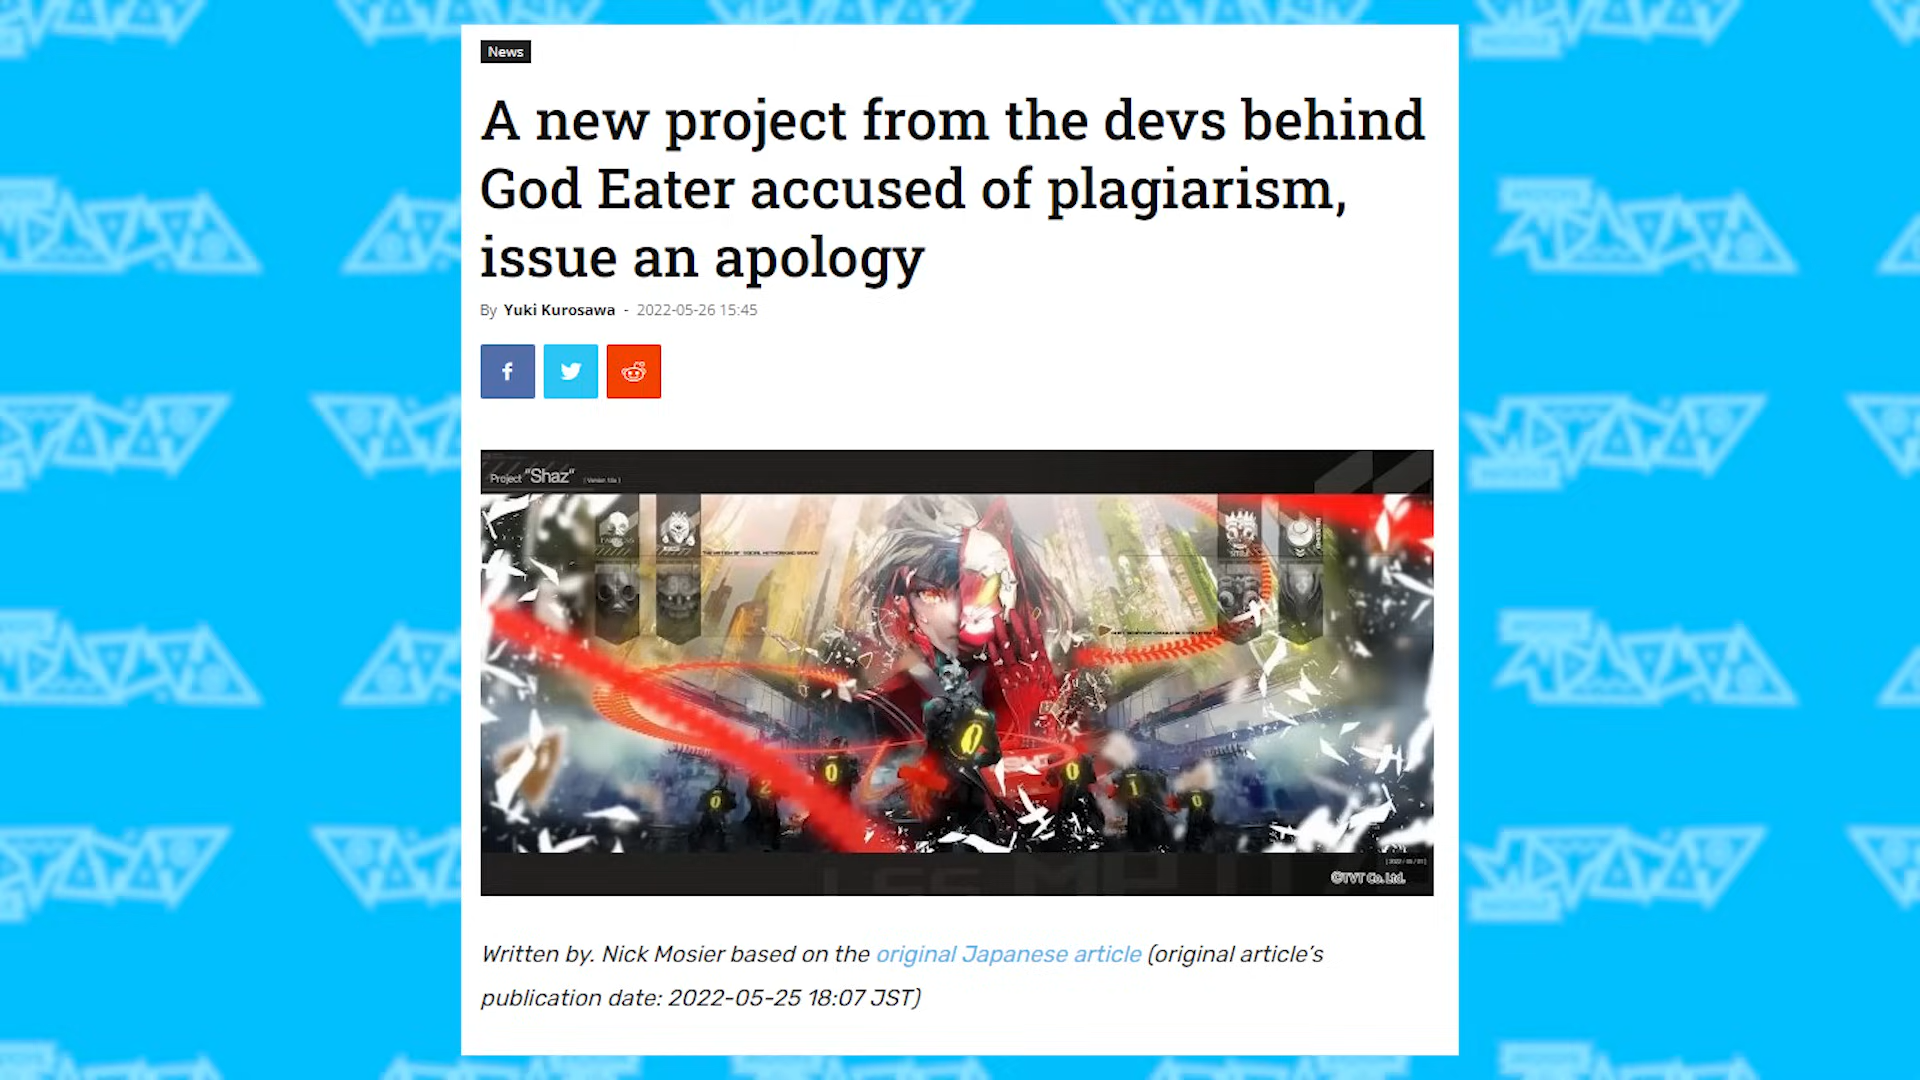 News
A new project from the devs behind
God Eater accused of plagiarism,
issue an apology
By Yuki Kurosawa - 2022-05-26 15:45
Project "Shaz"
©TVT Co. Ltd.
Written by. Nick Mosier based on the original Japanese article (original article's
publication date: 2022-05-25 18:07 JST)